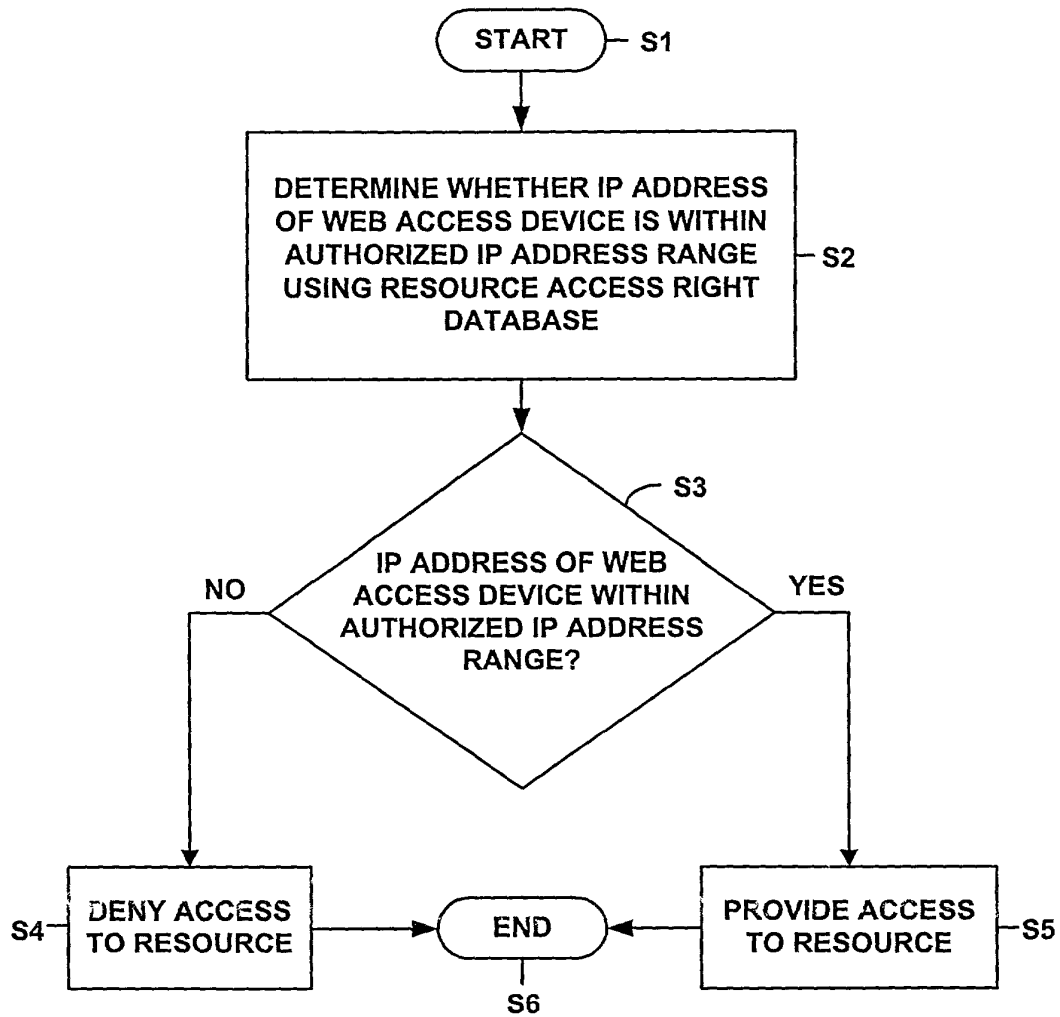 START
S1
DETERMINE WHETHER IP ADDRESS
OF WEB ACCESS DEVICE IS WITHIN
AUTHORIZED IP ADDRESS RANGE
USING RESOURCE ACCESS RIGHT
DATABASE
S2
S3
IP ADDRESS OF WEB
ACCESS DEVICE WITHIN
AUTHORIZED IP ADDRESS
RANGE?
NO
YES
S4
DENY ACCESS
TO RESOURCE
END
S6
PROVIDE ACCESS
TO RESOURCE
S5